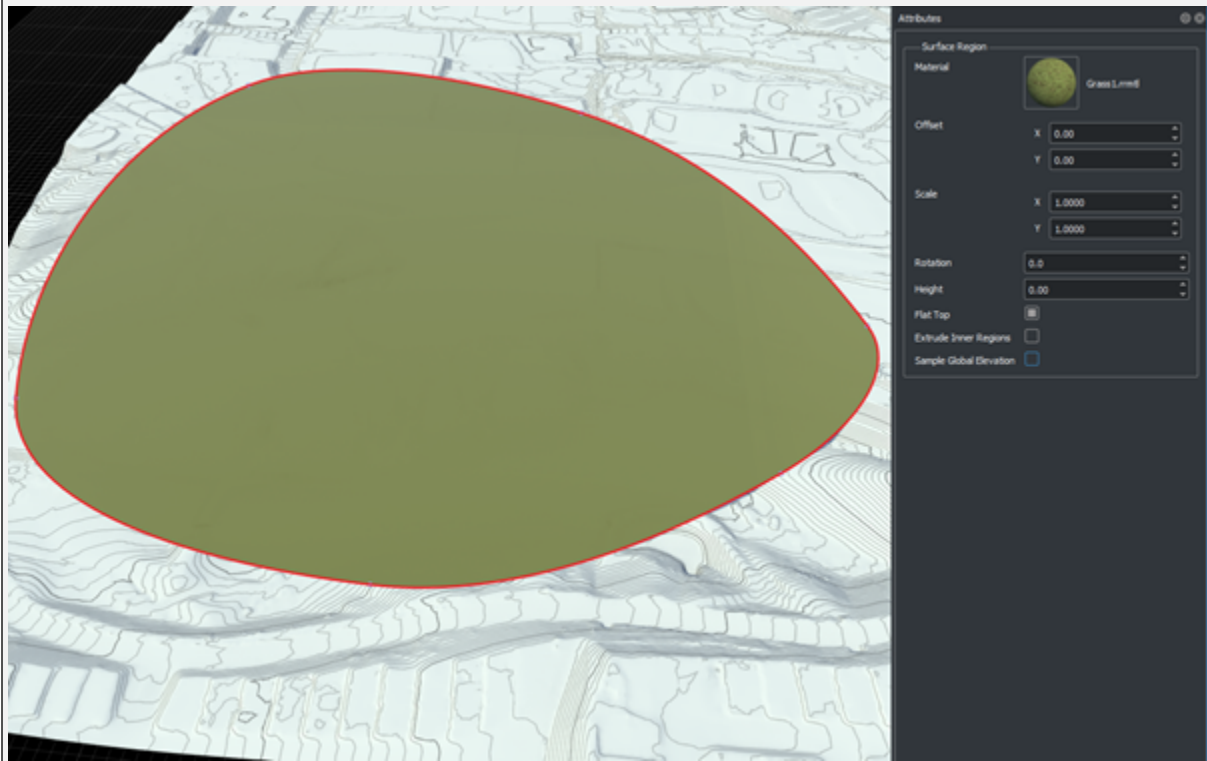 Attributes
Surface Region
Material
Grass1.rrmtl
Offset
X 0.00
Y 0.00
Scale
X 1.0000
Y 1.0000
Rotation 0.0
Height 0.00
Flat Top
Extrude Inner Regions
Sample Global Elevation